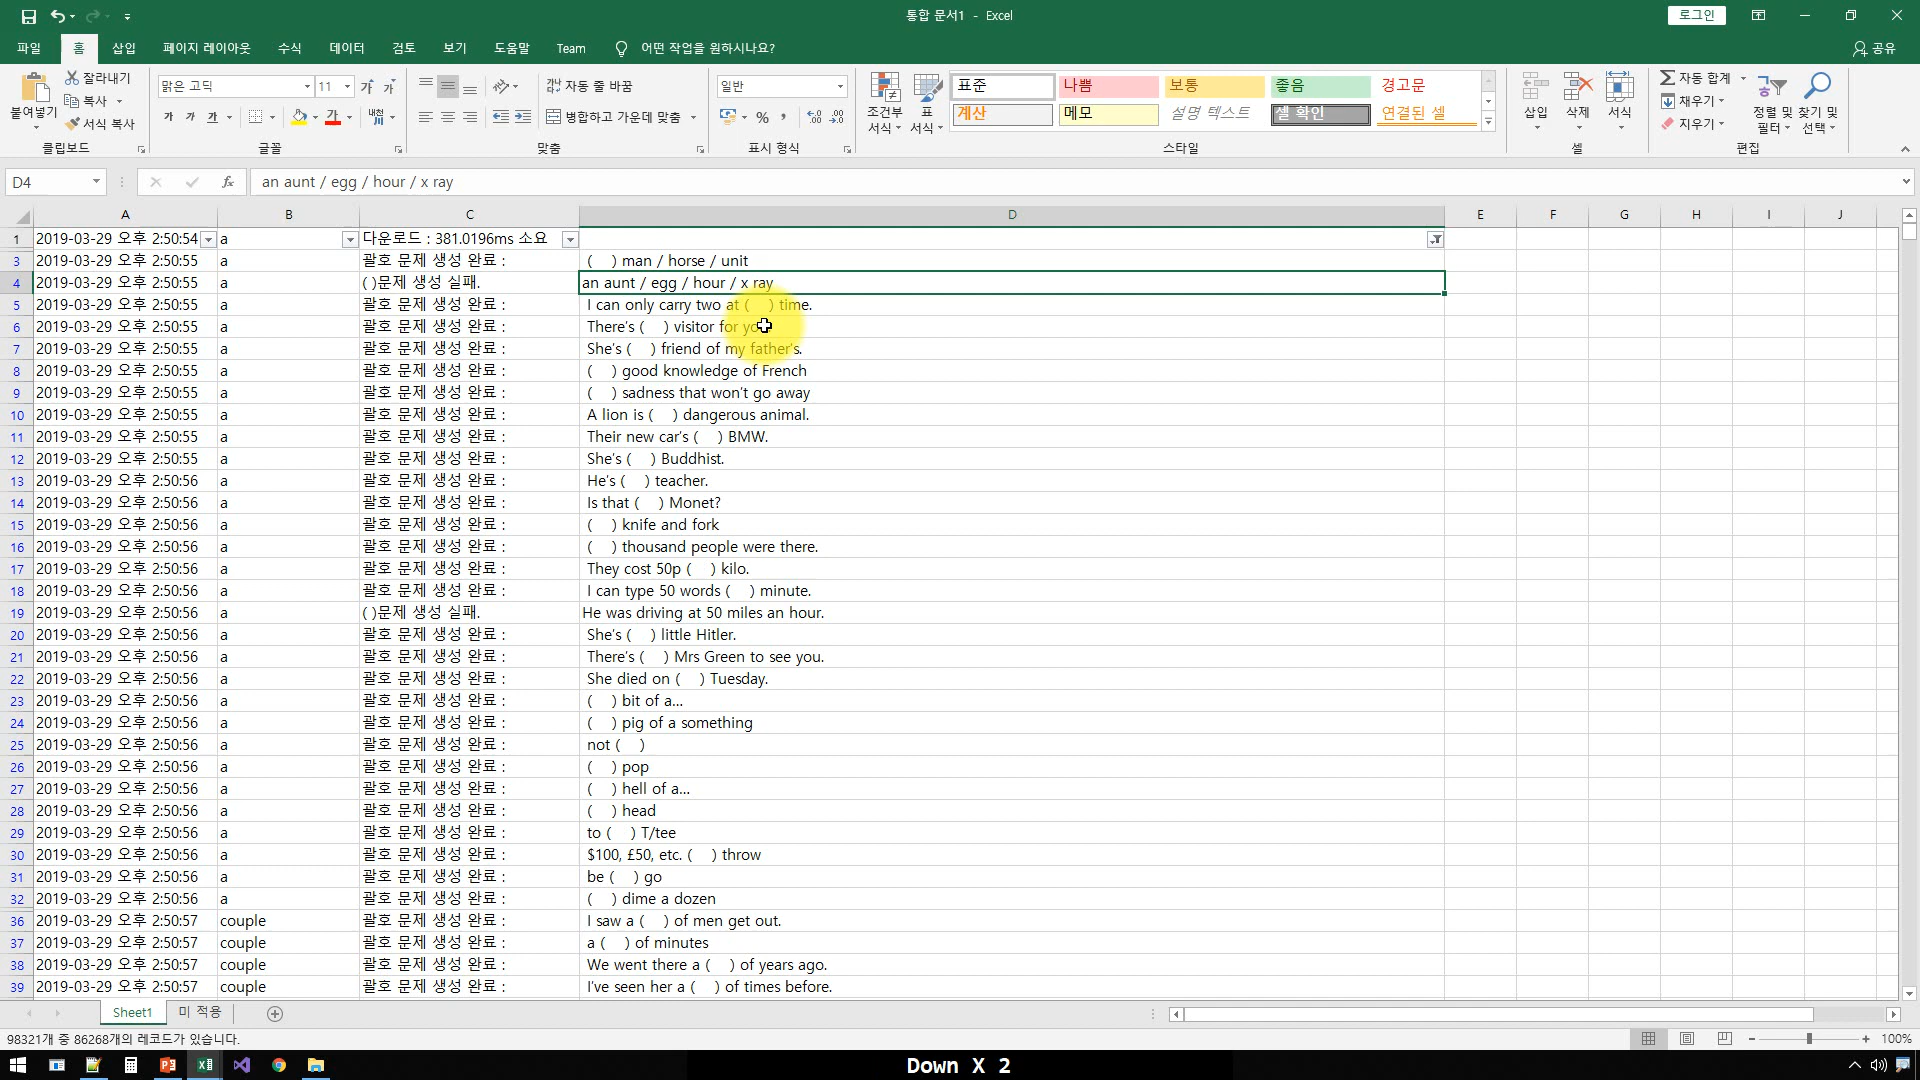 통합 문서1 - Excel
로그인
파일 홈 삽입 페이지 레이아웃 수식 데이터 검토 보기 도움말 Team 어떤 작업을 원하시나요? 공유
붙여넣기 잘라내기 복사 서식 복사 클립보드
맑은 고딕 11 가 가 가 가 가 가 내천 글꼴
자동 줄 바꿈 병합하고 가운데 맞춤 맞춤
일반 % 표시 형식
조건부 서식 표 서식 표준 나쁨 보통 좋음 경고문
계산 메모 설명 텍스트 셀 확인 연결된 셀 스타일
삽입 삭제 서식 셀
자동 합계 채우기 지우기 정렬 및 필터 찾기 및 선택 편집
D4 fx an aunt / egg / hour / x ray
A B C D E F G H I J
1 2019-03-29 오후 2:50:54 a 다운로드 : 381.0196ms 소요
3 2019-03-29 오후 2:50:55 a 괄호 문제 생성 완료 : ( ) man / horse / unit
4 2019-03-29 오후 2:50:55 a ( )문제 생성 실패. an aunt / egg / hour / x ray
5 2019-03-29 오후 2:50:55 a 괄호 문제 생성 완료 : I can only carry two at ( ) time.
6 2019-03-29 오후 2:50:55 a 괄호 문제 생성 완료 : There's ( ) visitor for
7 2019-03-29 오후 2:50:55 a 괄호 문제 생성 완료 : She's ( ) friend of my father's.
8 2019-03-29 오후 2:50:55 a 괄호 문제 생성 완료 : ( ) good knowledge of French
9 2019-03-29 오후 2:50:55 a 괄호 문제 생성 완료 : ( ) sadness that won't go away
10 2019-03-29 오후 2:50:55 a 괄호 문제 생성 완료 : A lion is ( ) dangerous animal.
11 2019-03-29 오후 2:50:55 a 괄호 문제 생성 완료 : Their new car's ( ) BMW.
12 2019-03-29 오후 2:50:55 a 괄호 문제 생성 완료 : She's ( ) Buddhist.
13 2019-03-29 오후 2:50:56 a 괄호 문제 생성 완료 : He's ( ) teacher.
14 2019-03-29 오후 2:50:56 a 괄호 문제 생성 완료 : Is that ( ) Monet?
15 2019-03-29 오후 2:50:56 a 괄호 문제 생성 완료 : ( ) knife and fork
16 2019-03-29 오후 2:50:56 a 괄호 문제 생성 완료 : ( ) thousand people were there.
17 2019-03-29 오후 2:50:56 a 괄호 문제 생성 완료 : They cost 50p ( ) kilo.
18 2019-03-29 오후 2:50:56 a 괄호 문제 생성 완료 : I can type 50 words ( ) minute.
19 2019-03-29 오후 2:50:56 a ( )문제 생성 실패. He was driving at 50 miles an hour.
20 2019-03-29 오후 2:50:56 a 괄호 문제 생성 완료 : She's ( ) little Hitler.
21 2019-03-29 오후 2:50:56 a 괄호 문제 생성 완료 : There's ( ) Mrs Green to see you.
22 2019-03-29 오후 2:50:56 a 괄호 문제 생성 완료 : She died on ( ) Tuesday.
23 2019-03-29 오후 2:50:56 a 괄호 문제 생성 완료 : ( ) bit of a...
24 2019-03-29 오후 2:50:56 a 괄호 문제 생성 완료 : ( ) pig of a something
25 2019-03-29 오후 2:50:56 a 괄호 문제 생성 완료 : not ( )
26 2019-03-29 오후 2:50:56 a 괄호 문제 생성 완료 : ( ) pop
27 2019-03-29 오후 2:50:56 a 괄호 문제 생성 완료 : ( ) hell of a...
28 2019-03-29 오후 2:50:56 a 괄호 문제 생성 완료 : ( ) head
29 2019-03-29 오후 2:50:56 a 괄호 문제 생성 완료 : to ( ) T/tee
30 2019-03-29 오후 2:50:56 a 괄호 문제 생성 완료 : $100, £50, etc. ( ) throw
31 2019-03-29 오후 2:50:56 a 괄호 문제 생성 완료 : be ( ) go
32 2019-03-29 오후 2:50:56 a 괄호 문제 생성 완료 : ( ) dime a dozen
36 2019-03-29 오후 2:50:57 couple 괄호 문제 생성 완료 : I saw a ( ) of men get out.
37 2019-03-29 오후 2:50:57 couple 괄호 문제 생성 완료 : a ( ) of minutes
38 2019-03-29 오후 2:50:57 couple 괄호 문제 생성 완료 : We went there a ( ) of years ago.
39 2019-03-29 오후 2:50:57 couple 괄호 문제 생성 완료 : I've seen her a ( ) of times before.
Sheet1 미 적용
98321개 중 86268개의 레코드가 있습니다. 100%
Down X 2